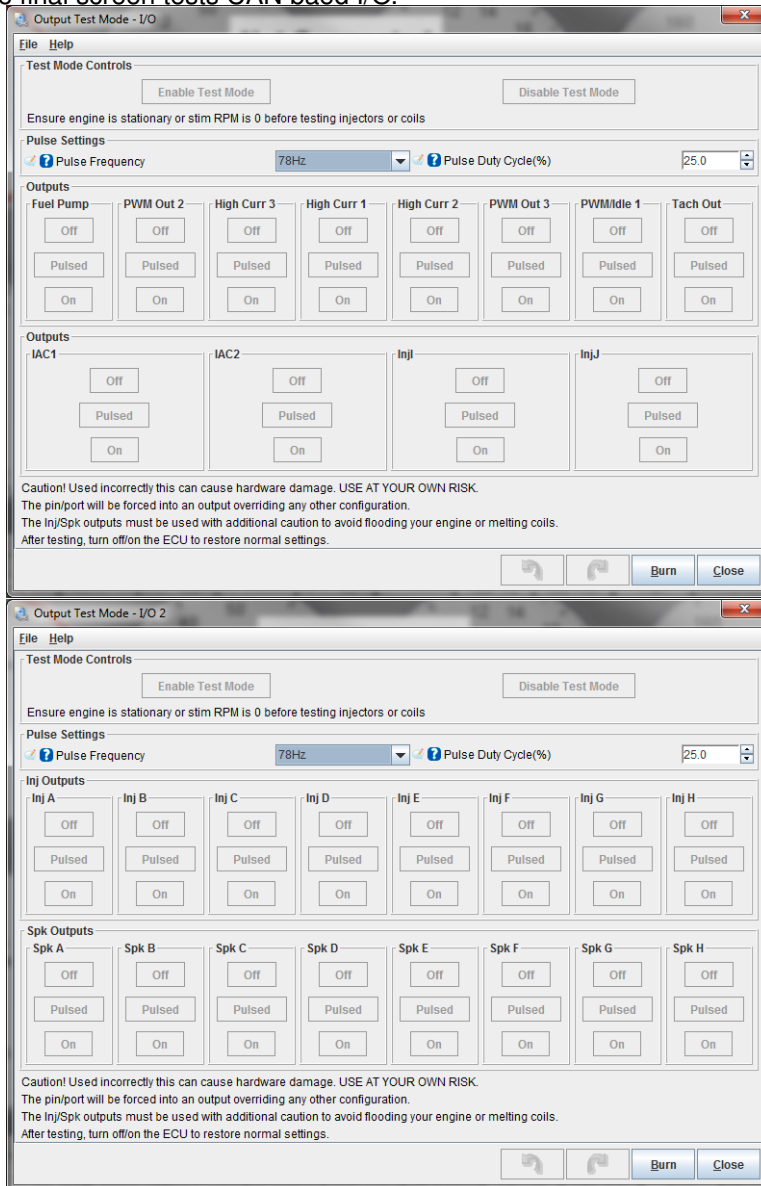 final screen tests CAN baed I/O.
Output Test Mode - I/O
File Help
Test Mode Controls
Enable Test Mode Disable Test Mode
Ensure engine is stationary or stim RPM is 0 before testing injectors or coils
Pulse Settings
Pulse Frequency 78Hz Pulse Duty Cycle(%) 25.0
Outputs
Fuel Pump PWM Out 2 High Curr 3 High Curr 1 High Curr 2 PWM Out 3 PWM/Idle 1 Tach Out
Off Off Off Off Off Off Off Off
Pulsed Pulsed Pulsed Pulsed Pulsed Pulsed Pulsed Pulsed
On On On On On On On On
Outputs
IAC1 IAC2 InjI InjJ
Off Off Off Off
Pulsed Pulsed Pulsed Pulsed
On On On On
Caution! Used incorrectly this can cause hardware damage. USE AT YOUR OWN RISK.
The pin/port will be forced into an output overriding any other configuration.
The Inj/Spk outputs must be used with additional caution to avoid flooding your engine or melting coils.
After testing, turn off/on the ECU to restore normal settings.
Burn Close
Output Test Mode - I/O 2
File Help
Test Mode Controls
Enable Test Mode Disable Test Mode
Ensure engine is stationary or stim RPM is 0 before testing injectors or coils
Pulse Settings
Pulse Frequency 78Hz Pulse Duty Cycle(%) 25.0
Inj Outputs
Inj A Inj B Inj C Inj D Inj E Inj F Inj G Inj H
Off Off Off Off Off Off Off Off
Pulsed Pulsed Pulsed Pulsed Pulsed Pulsed Pulsed Pulsed
On On On On On On On On
Spk Outputs
Spk A Spk B Spk C Spk D Spk E Spk F Spk G Spk H
Off Off Off Off Off Off Off Off
Pulsed Pulsed Pulsed Pulsed Pulsed Pulsed Pulsed Pulsed
On On On On On On On On
Caution! Used incorrectly this can cause hardware damage. USE AT YOUR OWN RISK.
The pin/port will be forced into an output overriding any other configuration.
The Inj/Spk outputs must be used with additional caution to avoid flooding your engine or melting coils.
After testing, turn off/on the ECU to restore normal settings.
Burn Close